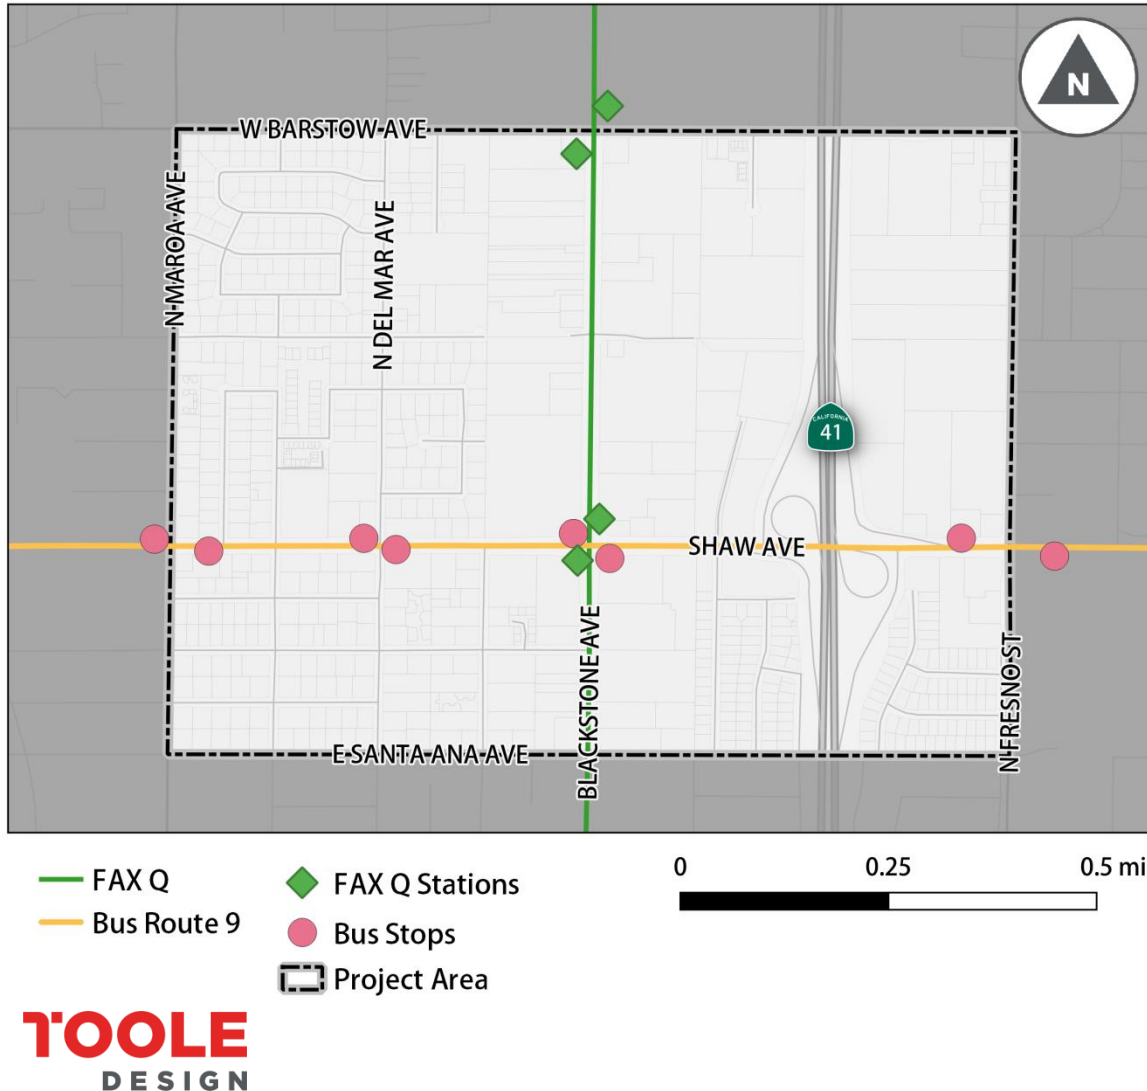 N
W BARSTOW AVE
N MAROA AVE
N DEL MAR AVE
CALIFORNIA
41
SHAW AVE
BLACKSTONE AVE
N FRESNO ST
E SANTA ANA AVE
FAX Q
Bus Route 9
FAX Q Stations
Bus Stops
Project Area
0 0.25 0.5 mi
TOOLE
DESIGN